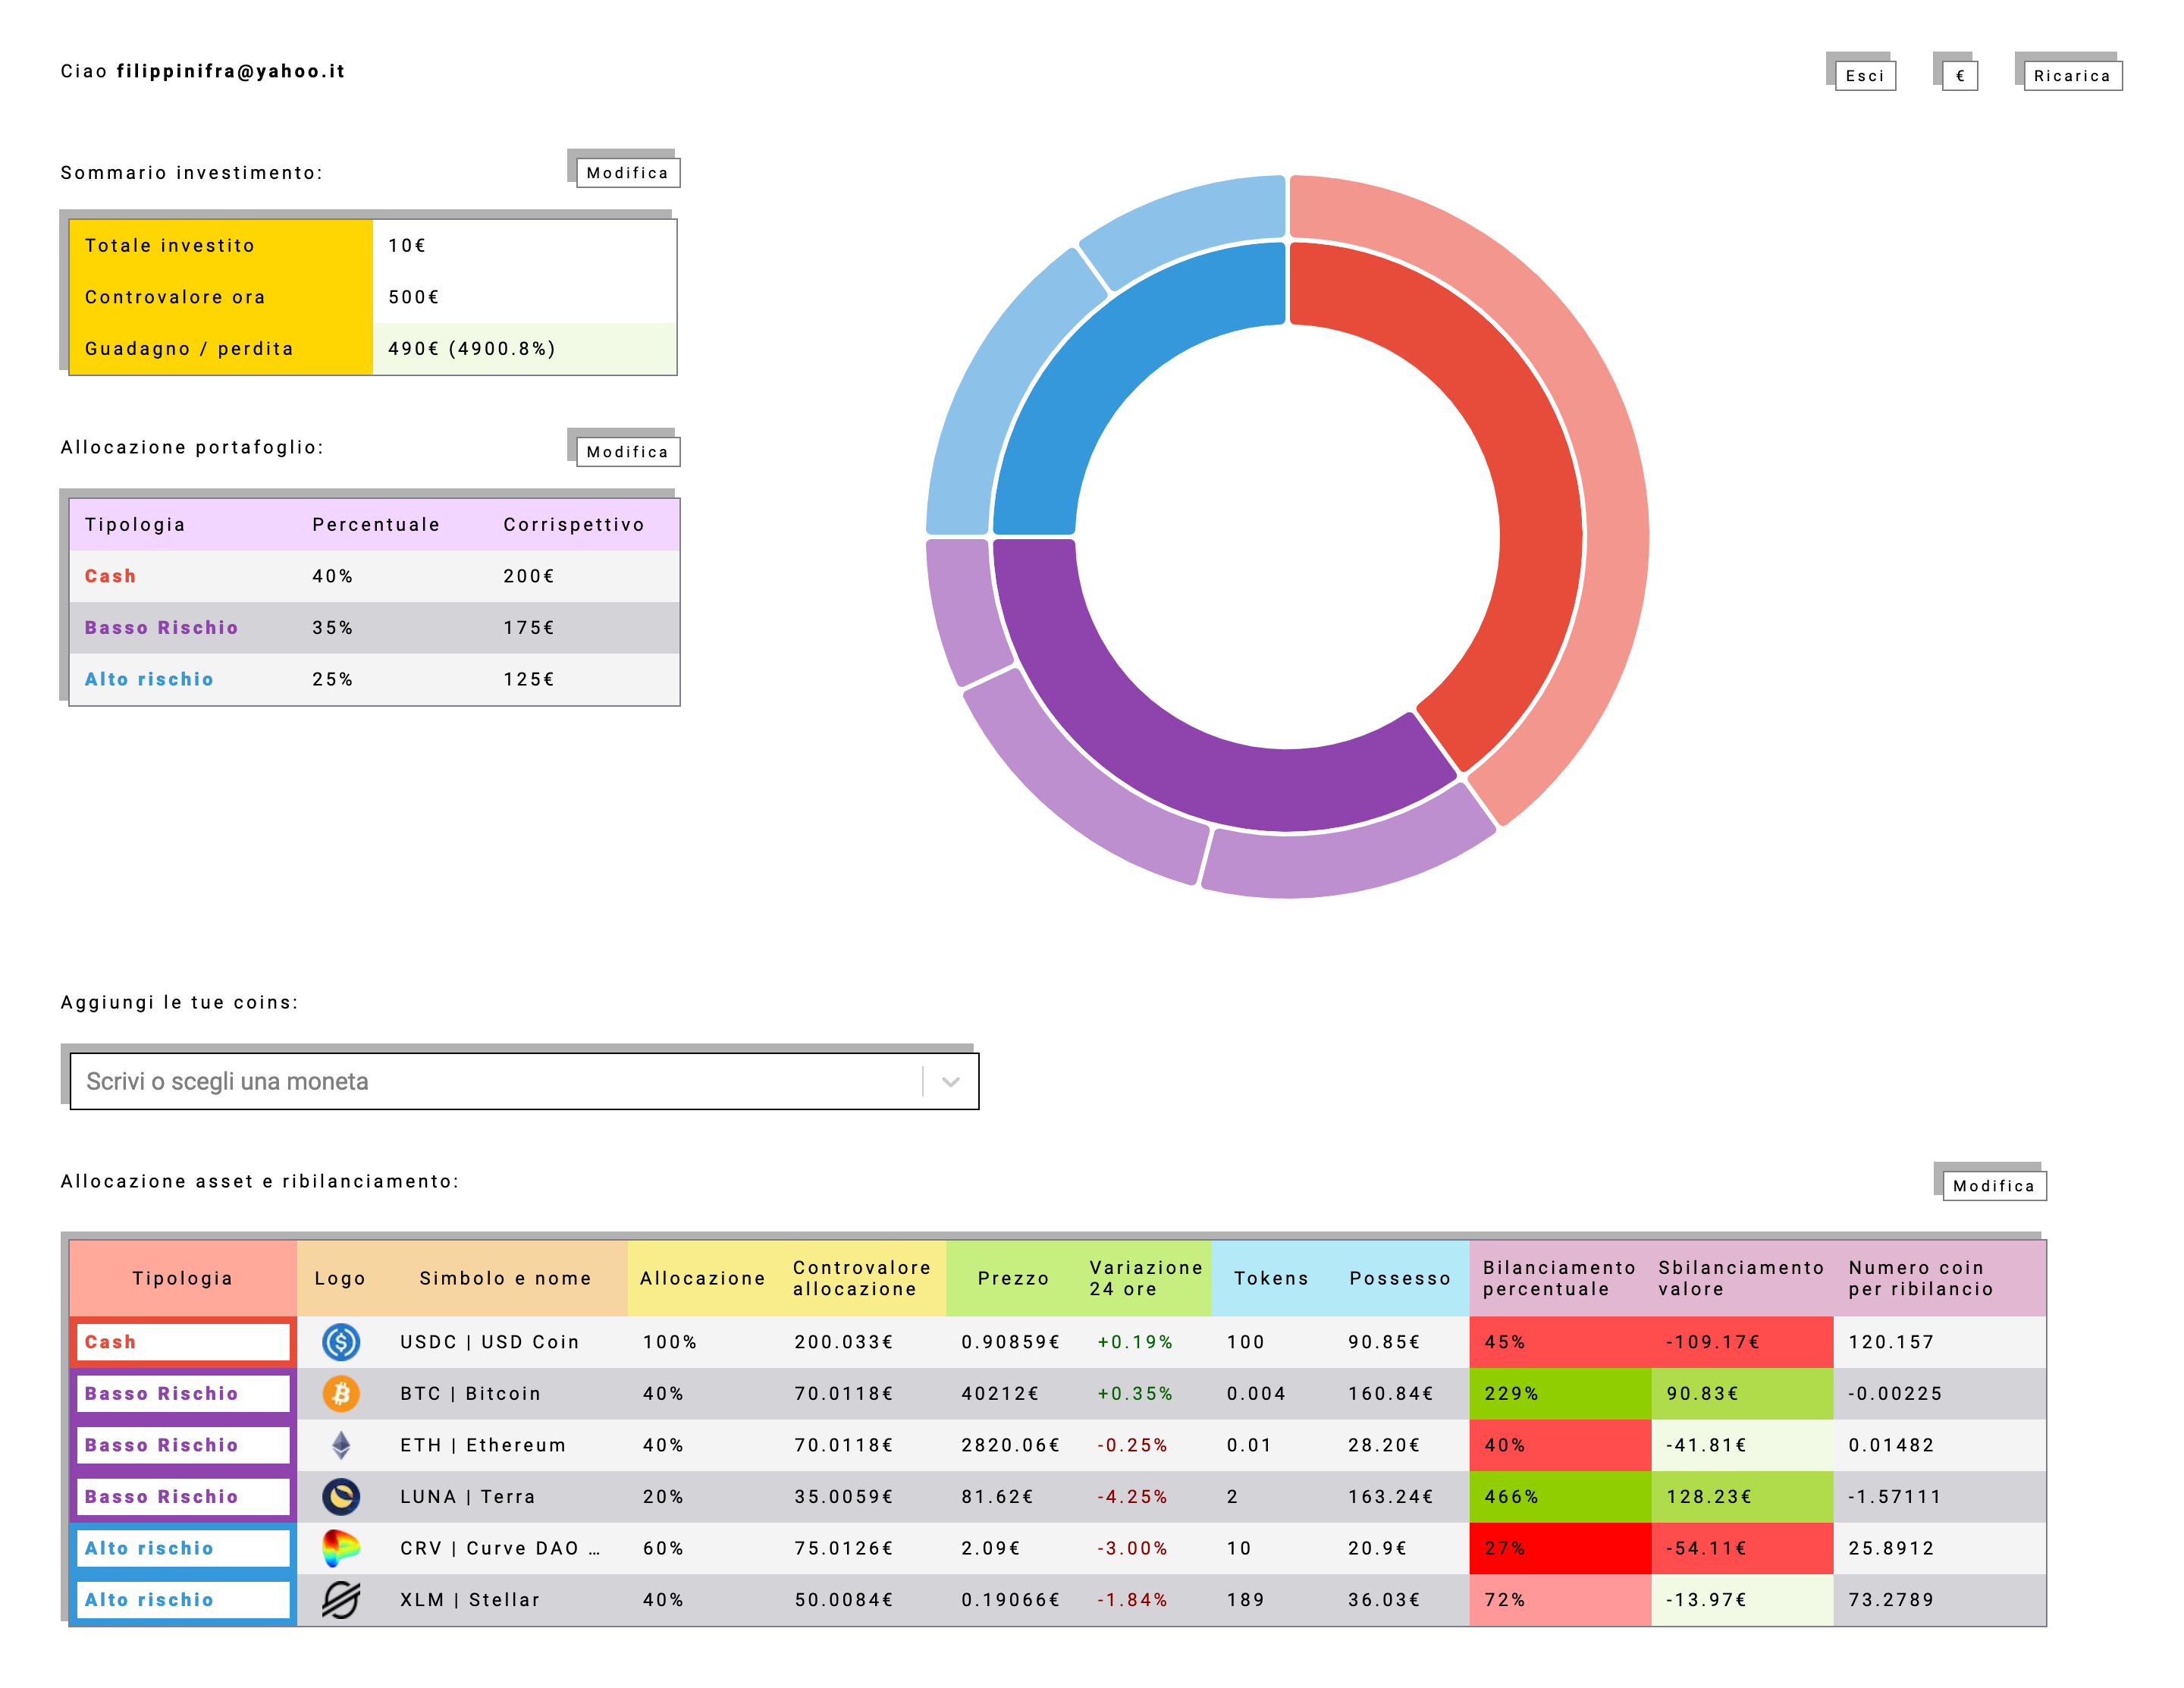 Ciao filippinifra@yahoo.it
Esci
€
Ricarica
Sommario investimento:
Modifica
Totale investito 10€
Controvalore ora 500€
Guadagno / perdita 490€ (4900.8%)
Allocazione portafoglio:
Modifica
Tipologia Percentuale Corrispettivo
Cash 40% 200€
Basso Rischio 35% 175€
Alto rischio 25% 125€
Aggiungi le tue coins:
Scrivi o scegli una moneta
Allocazione asset e ribilanciamento:
Modifica
Tipologia Logo Simbolo e nome Allocazione Controvalore allocazione Prezzo Variazione 24 ore Tokens Possesso Bilanciamento percentuale Sbilanciamento valore Numero coin per ribilancio
Cash USDC | USD Coin 100% 200.033€ 0.90859€ +0.19% 100 90.85€ 45% -109.17€ 120.157
Basso Rischio BTC | Bitcoin 40% 70.0118€ 40212€ +0.35% 0.004 160.84€ 229% 90.83€ -0.00225
Basso Rischio ETH | Ethereum 40% 70.0118€ 2820.06€ -0.25% 0.01 28.20€ 40% -41.81€ 0.01482
Basso Rischio LUNA | Terra 20% 35.0059€ 81.62€ -4.25% 2 163.24€ 466% 128.23€ -1.57111
Alto rischio CRV | Curve DAO ... 60% 75.0126€ 2.09€ -3.00% 10 20.9€ 27% -54.11€ 25.8912
Alto rischio XLM | Stellar 40% 50.0084€ 0.19066€ -1.84% 189 36.03€ 72% -13.97€ 73.2789